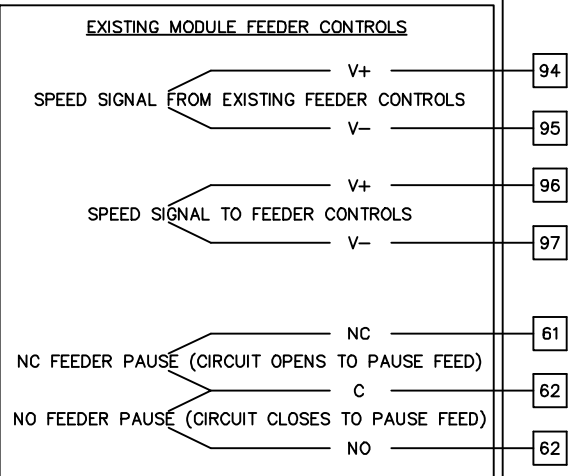 EXISTING MODULE FEEDER CONTROLS
V+ 94
SPEED SIGNAL FROM EXISTING FEEDER CONTROLS
V− 95
V+ 96
SPEED SIGNAL TO FEEDER CONTROLS
V− 97
NC 61
NC FEEDER PAUSE (CIRCUIT OPENS TO PAUSE FEED)
C 62
NO FEEDER PAUSE (CIRCUIT CLOSES TO PAUSE FEED)
NO 62